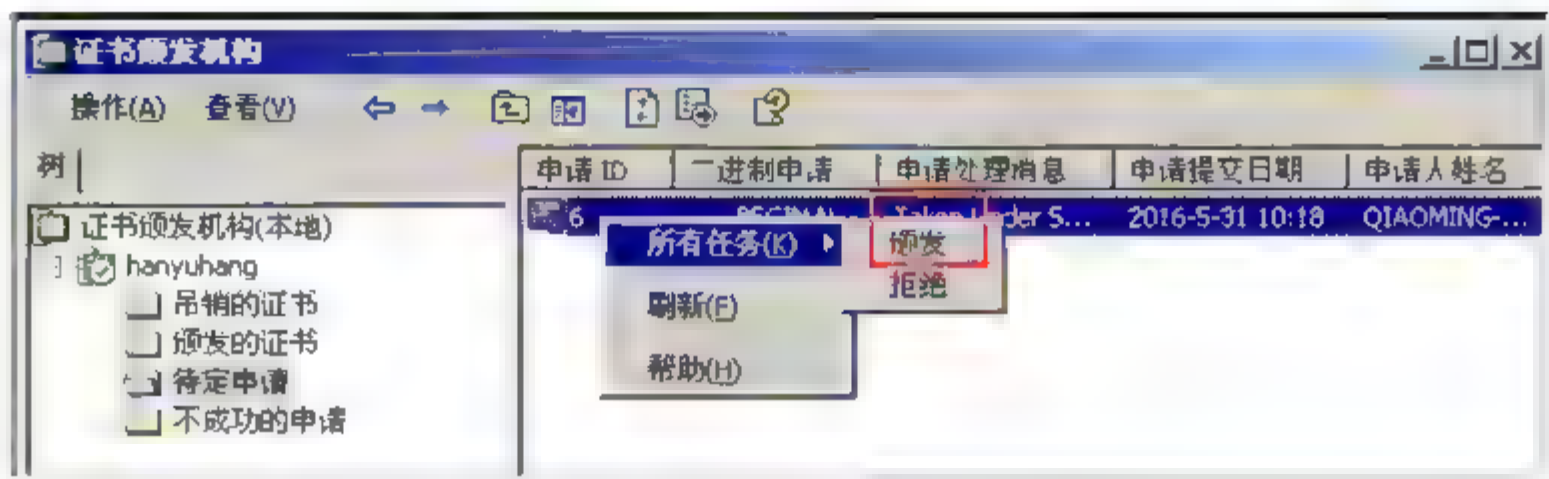 证书颁发机构
操作(A) 查看(V)
树
申请 ID 二进制申请 申请处理消息 申请提交日期 申请人姓名
证书颁发机构(本地)
6 Taken Under S... 2016-5-31 10:18 QIAOMING-...
所有任务(K) 颁发
hanyuhang
拒绝
吊销的证书
刷新(F)
颁发的证书
待定申请
帮助(H)
不成功的申请